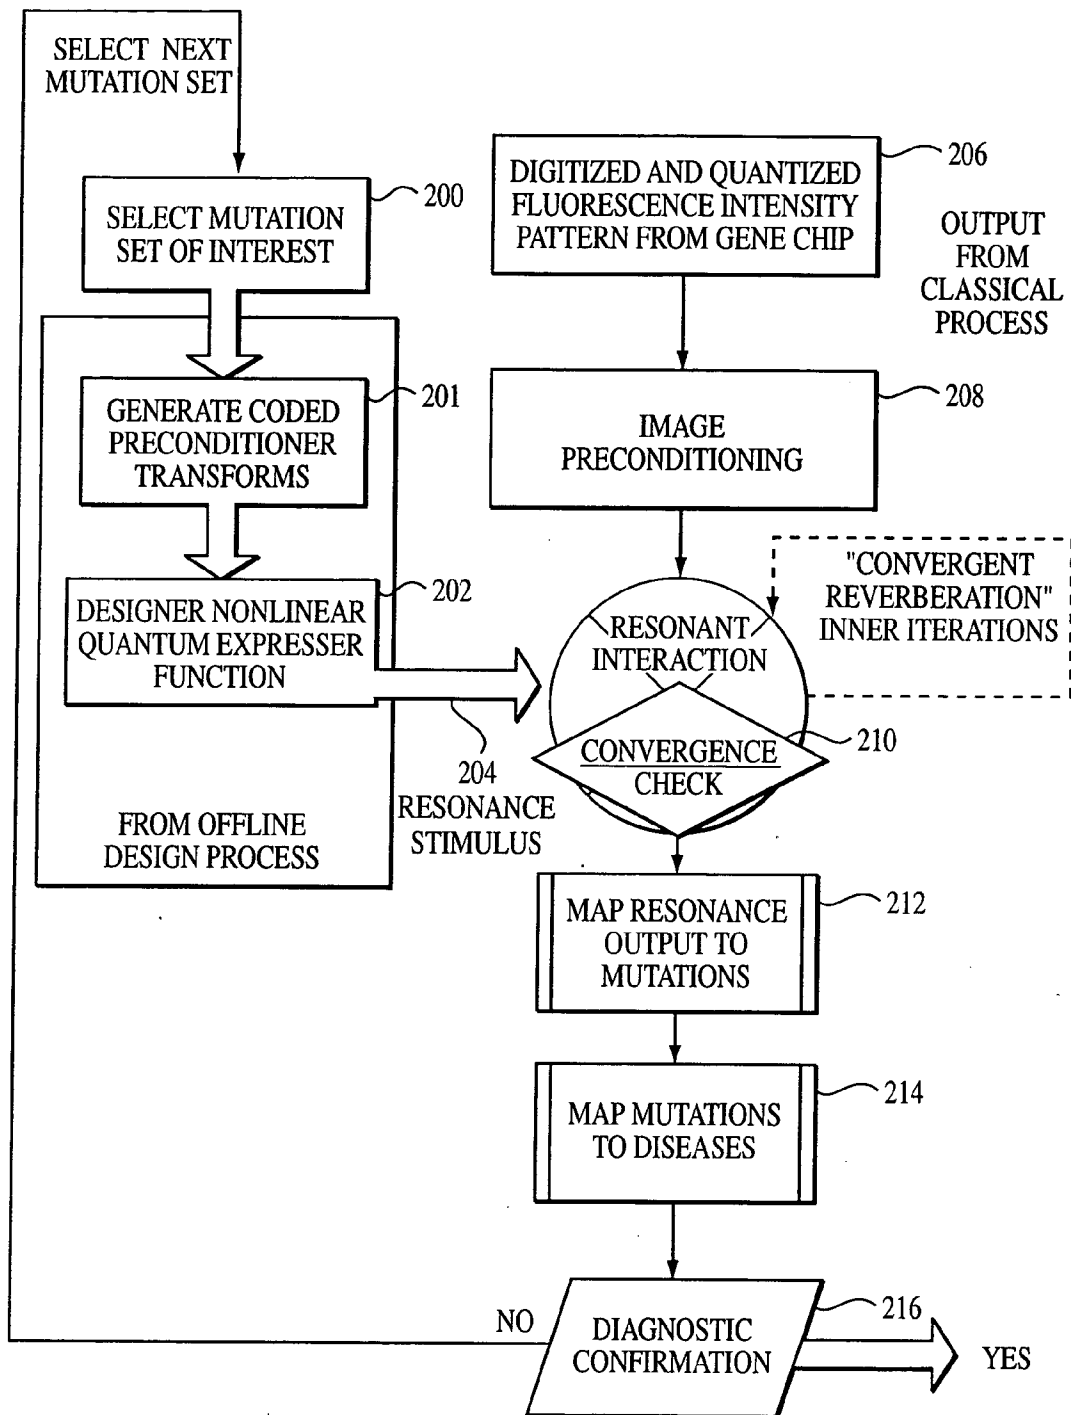 SELECT NEXT
MUTATION SET
200
SELECT MUTATION
SET OF INTEREST
201
GENERATE CODED
PRECONDITIONER
TRANSFORMS
202
DESIGNER NONLINEAR
QUANTUM EXPRESSER
FUNCTION
204
RESONANCE
STIMULUS
FROM OFFLINE
DESIGN PROCESS
206
DIGITIZED AND QUANTIZED
FLUORESCENCE INTENSITY
PATTERN FROM GENE CHIP
OUTPUT
FROM
CLASSICAL
PROCESS
208
IMAGE
PRECONDITIONING
"CONVERGENT
REVERBERATION"
INNER ITERATIONS
RESONANT
INTERACTION
210
CONVERGENCE
CHECK
212
MAP RESONANCE
OUTPUT TO
MUTATIONS
214
MAP MUTATIONS
TO DISEASES
216
NO
DIAGNOSTIC
CONFIRMATION
YES